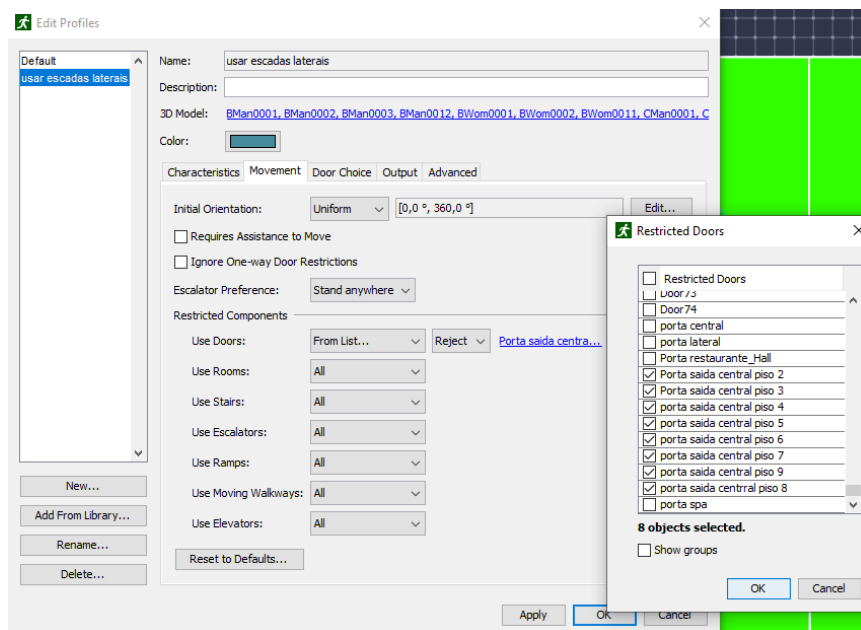 Edit Profiles
Default
usar escadas laterais
Name: usar escadas laterais
Description:
3D Model: BMan0001, BMan0002, BMan0003, BMan0012, BWom0001, BWom0002, BWom0011, CMan0001, C
Color:
Characteristics Movement Door Choice Output Advanced
Initial Orientation: Uniform [0,0 °, 360,0 °] Edit...
Requires Assistance to Move
Ignore One-way Door Restrictions
Escalator Preference: Stand anywhere
Restricted Components
Use Doors: From List... Reject Porta saida centra...
Use Rooms: All
Use Stairs: All
Use Escalators: All
Use Ramps: All
Use Moving Walkways: All
Use Elevators: All
Reset to Defaults...
New...
Add From Library...
Rename...
Delete...
Apply OK Cancel
Restricted Doors
Restricted Doors
Door73
Door74
porta central
porta lateral
Porta restaurante_Hall
Porta saida central piso 2
Porta saida central piso 3
porta saida central piso 4
porta saida central piso 5
porta saida central piso 6
porta saida central piso 7
porta saida central piso 9
porta saida centrral piso 8
porta spa
8 objects selected.
Show groups
OK Cancel